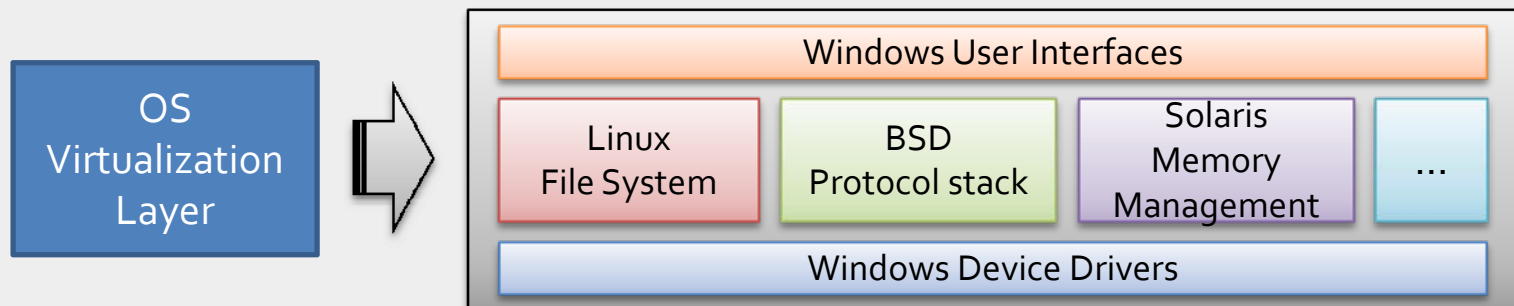 OS
Virtualization
Layer
Windows User Interfaces
Linux
File System
BSD
Protocol stack
Solaris
Memory
Management
...
Windows Device Drivers